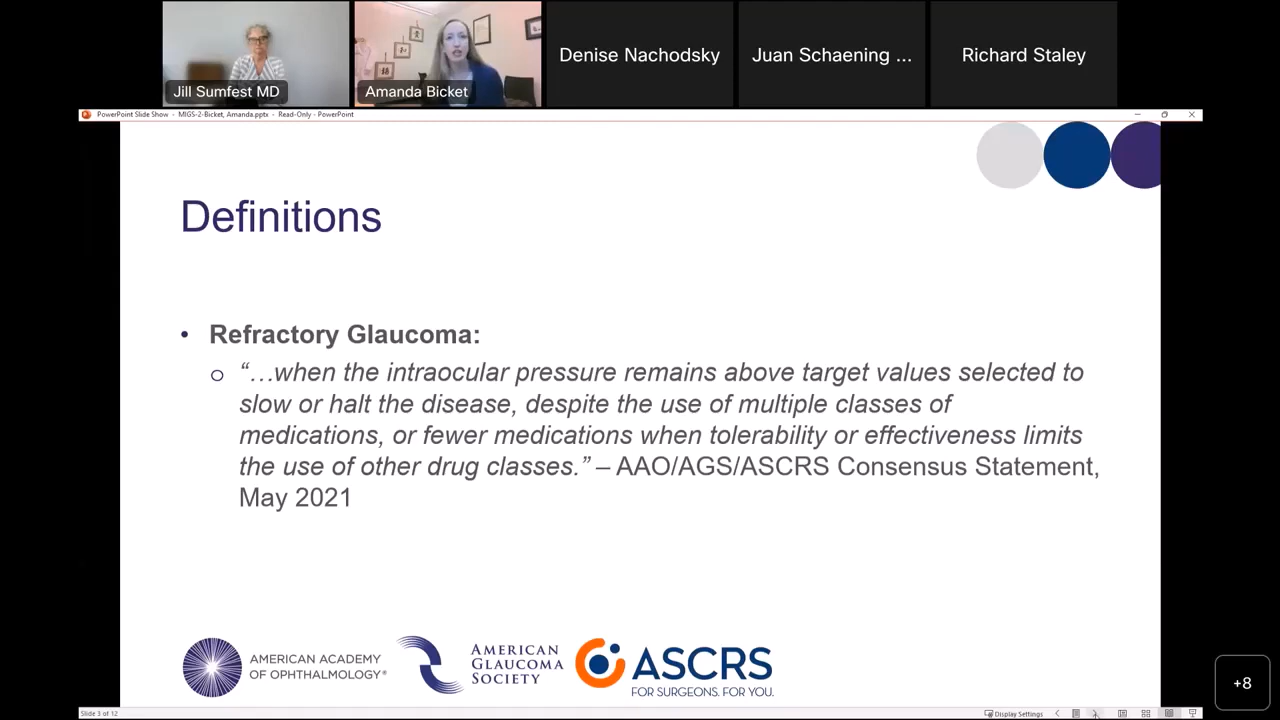 Jill Sumfest MD
Amanda Bicket
Denise Nachodsky
Juan Schaening ...
Richard Staley
PowerPoint Slide Show - MIGS-2-Bicket, Amanda.pptx - Read-Only - PowerPoint
Definitions
• Refractory Glaucoma:
o “…when the intraocular pressure remains above target values selected to
slow or halt the disease, despite the use of multiple classes of
medications, or fewer medications when tolerability or effectiveness limits
the use of other drug classes.” – AAO/AGS/ASCRS Consensus Statement,
May 2021
AMERICAN ACADEMY
OF OPHTHALMOLOGY®
AMERICAN
GLAUCOMA
SOCIETY
ASCRS
FOR SURGEONS. FOR YOU.
+8
Slide 3 of 12
Display Settings